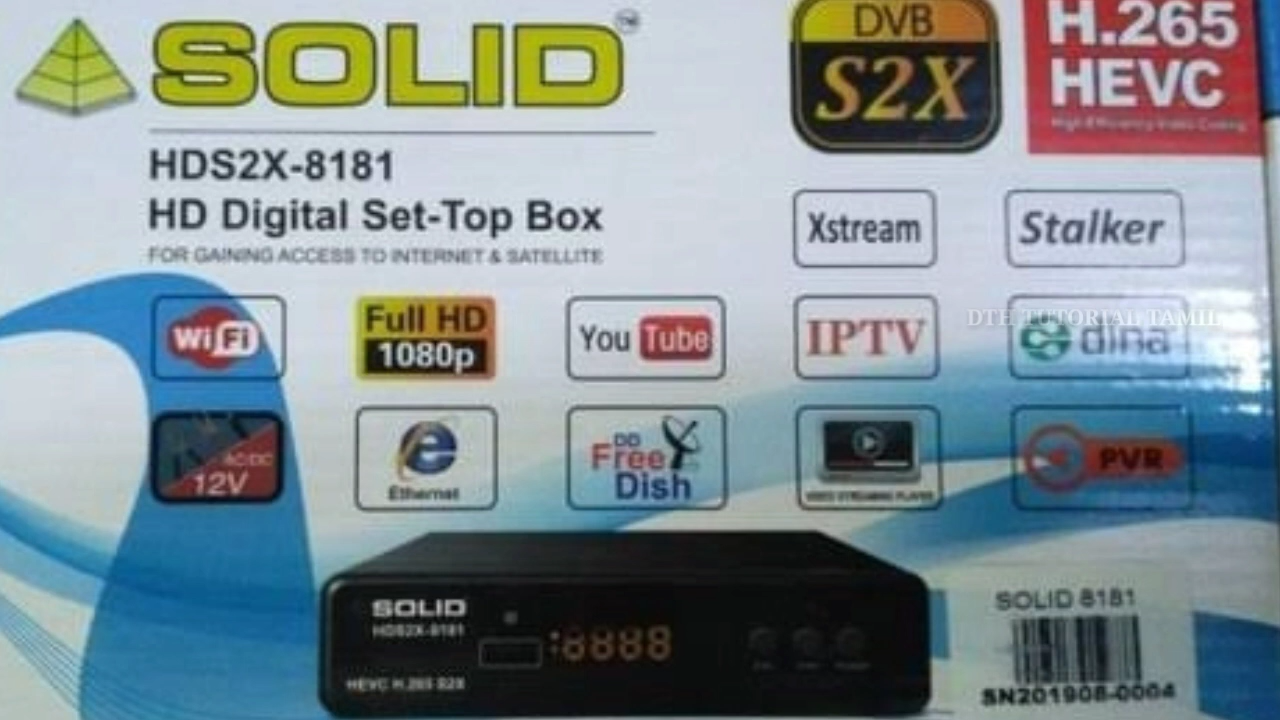 SOLID™
DVB
S2X
H.265
HEVC
High Efficiency Video Coding
HDS2X-8181
HD Digital Set-Top Box
FOR GAINING ACCESS TO INTERNET & SATELLITE
Xstream
Stalker
WiFi
Full HD
1080p
You Tube
IPTV
DTH TUTORIAL TAMIL
dlna
AC/DC
12V
Ethernet
DD
Free
Dish
VIDEO STREAMING PLAYER
PVR
SOLID
HDS2X-8181
8888
HEVC H.265 S2X
SOLID 8181
SN201908-0004